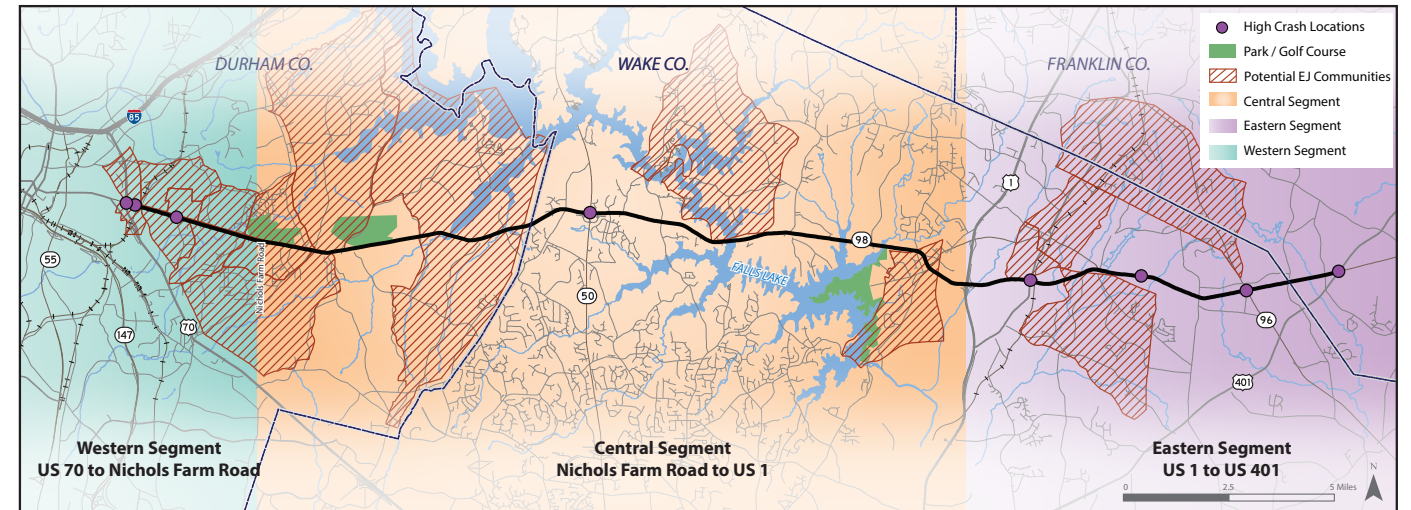 DURHAM CO.
WAKE CO.
FRANKLIN CO.
High Crash Locations
Park / Golf Course
Potential EJ Communities
Central Segment
Eastern Segment
Western Segment
85
1
98
55
Nichols Farm Road
FALLS LAKE
50
147
70
96
401
Western Segment
US 70 to Nichols Farm Road
Central Segment
Nichols Farm Road to US 1
Eastern Segment
US 1 to US 401
N
0 2.5 5 Miles